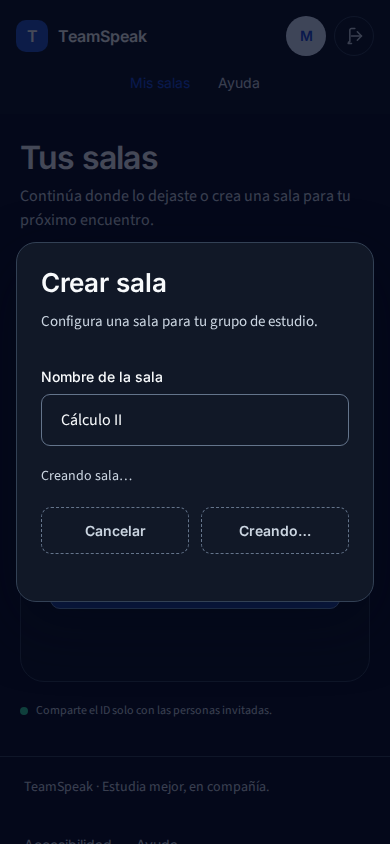 T TeamSpeak M
Mis salas Ayuda
Tus salas
Continúa donde lo dejaste o crea una sala para tu
próximo encuentro.
Crear sala
Configura una sala para tu grupo de estudio.
Nombre de la sala
Cálculo II
Creando sala…
Cancelar Creando…
Comparte el ID solo con las personas invitadas.
TeamSpeak · Estudia mejor, en compañía.
Accesibilidad Ayuda